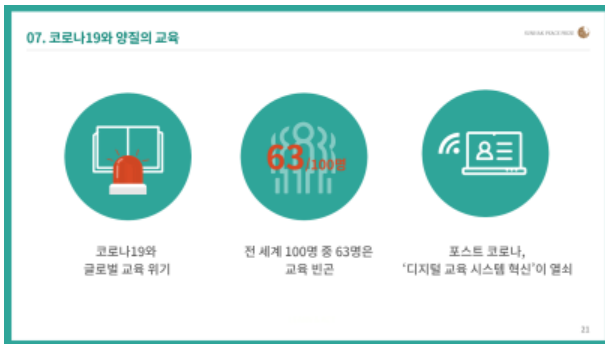 07. 코로나19와 양질의 교육
63/100명
코로나19와
글로벌 교육 위기
전 세계 100명 중 63명은
교육 빈곤
포스트 코로나,
‘디지털 교육 시스템 혁신’이 열쇠
21